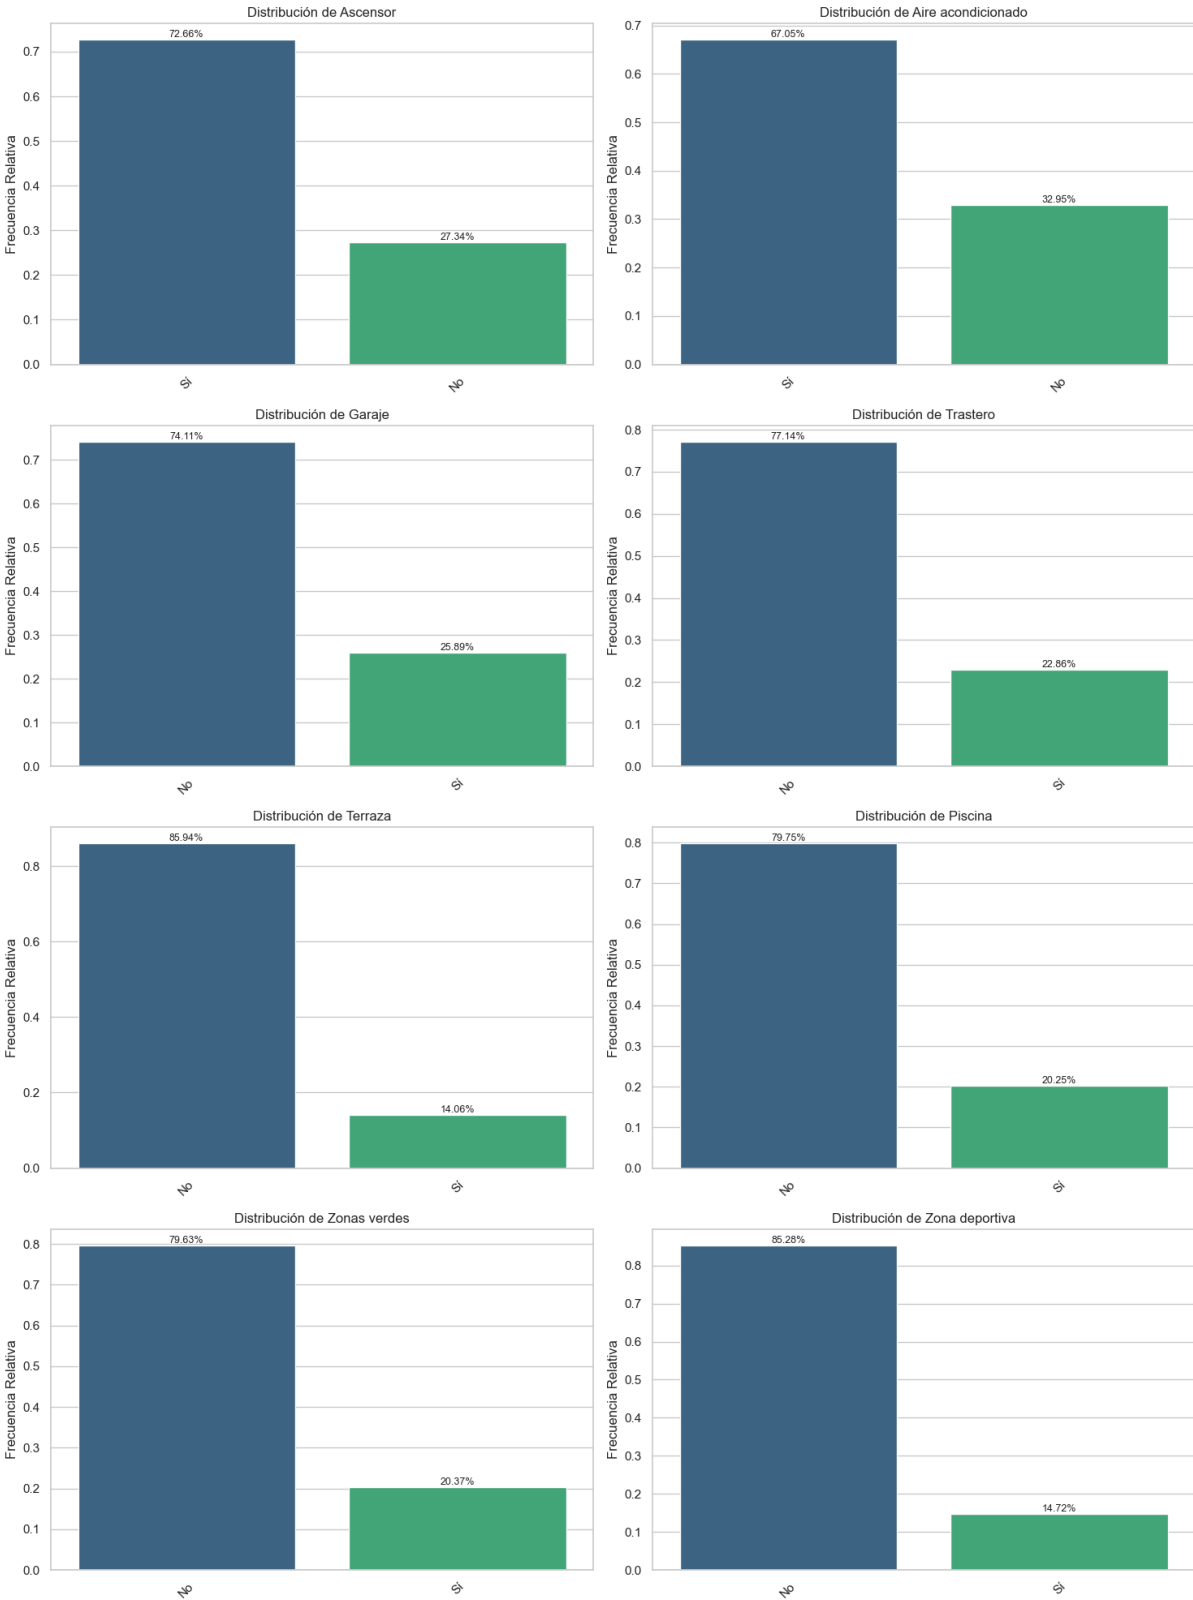 Distribución de Ascensor
Frecuencia Relativa
0.7
0.6
0.5
0.4
0.3
0.2
0.1
0.0
72.66%
27.34%
Sí
No
Distribución de Aire acondicionado
Frecuencia Relativa
0.7
0.6
0.5
0.4
0.3
0.2
0.1
0.0
67.05%
32.95%
Sí
No
Distribución de Garaje
Frecuencia Relativa
0.7
0.6
0.5
0.4
0.3
0.2
0.1
0.0
74.11%
25.89%
No
Sí
Distribución de Trastero
Frecuencia Relativa
0.8
0.7
0.6
0.5
0.4
0.3
0.2
0.1
0.0
77.14%
22.86%
No
Sí
Distribución de Terraza
Frecuencia Relativa
0.8
0.6
0.4
0.2
0.0
85.94%
14.06%
No
Sí
Distribución de Piscina
Frecuencia Relativa
0.8
0.7
0.6
0.5
0.4
0.3
0.2
0.1
0.0
79.75%
20.25%
No
Sí
Distribución de Zonas verdes
Frecuencia Relativa
0.8
0.7
0.6
0.5
0.4
0.3
0.2
0.1
0.0
79.63%
20.37%
No
Sí
Distribución de Zona deportiva
Frecuencia Relativa
0.8
0.7
0.6
0.5
0.4
0.3
0.2
0.1
0.0
85.28%
14.72%
No
Sí